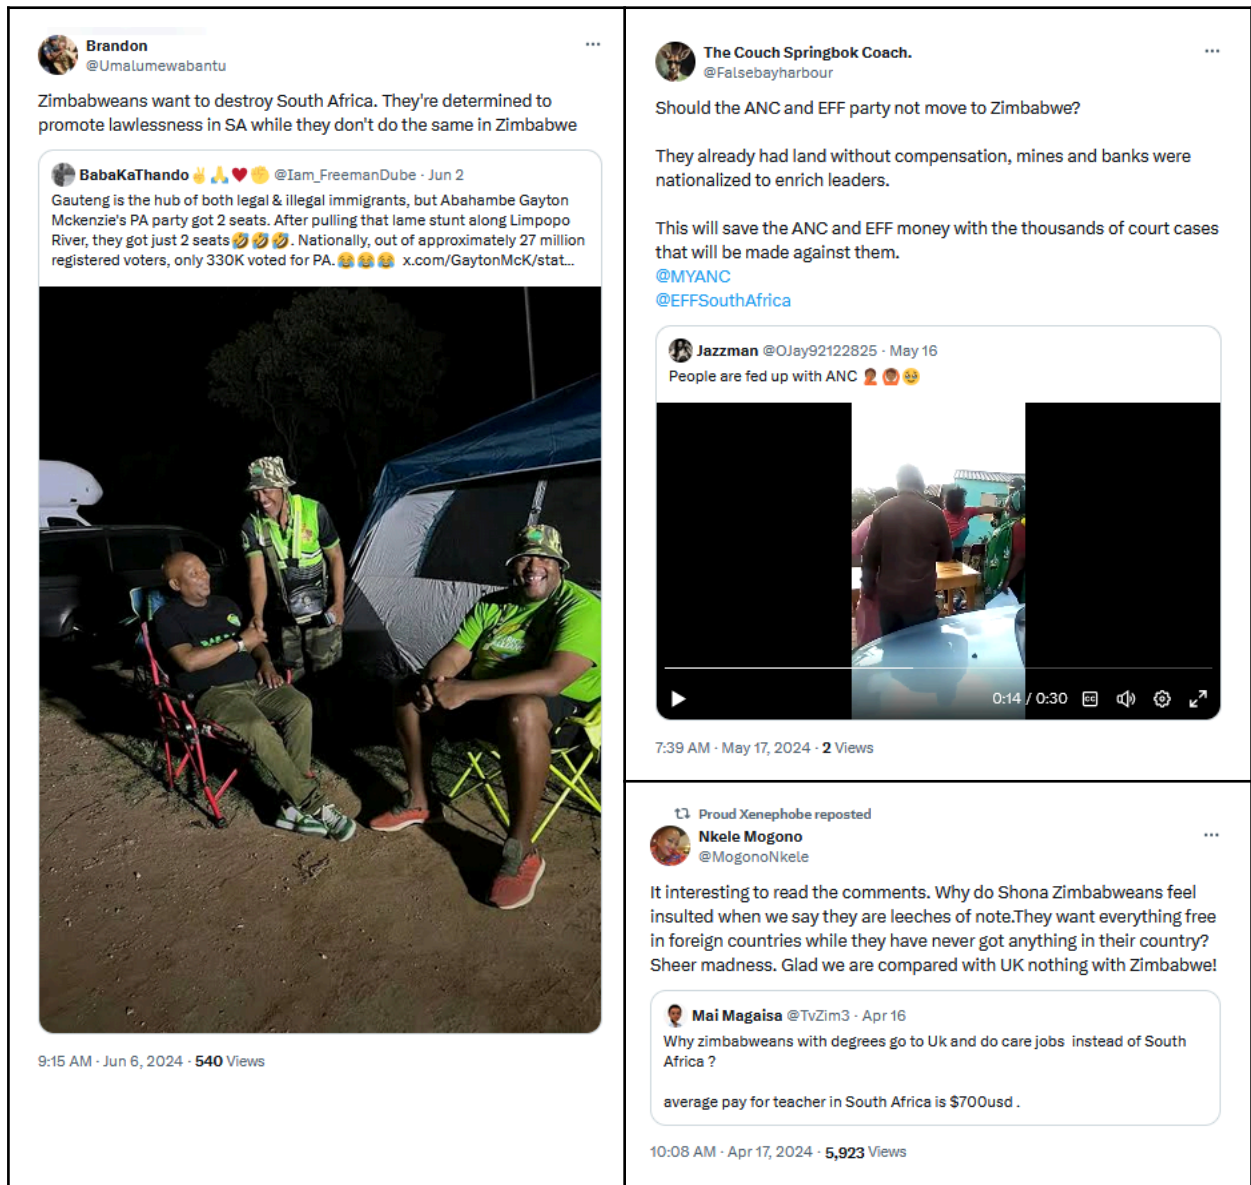 Brandon
@Umalumewabantu
Zimbabweans want to destroy South Africa. They're determined to
promote lawlessness in SA while they don't do the same in Zimbabwe
BabaKaThando✌️🙏♥️✊ @Iam_FreemanDube · Jun 2
Gauteng is the hub of both legal & illegal immigrants, but Abahambe Gayton
Mckenzie's PA party got 2 seats. After pulling that lame stunt along Limpopo
River, they got just 2 seats🤣🤣🤣. Nationally, out of approximately 27 million
registered voters, only 330K voted for PA.😂😂😂 x.com/GaytonMcK/stat...
9:15 AM · Jun 6, 2024 · 540 Views
The Couch Springbok Coach.
@Falsebayharbour
Should the ANC and EFF party not move to Zimbabwe?
They already had land without compensation, mines and banks were
nationalized to enrich leaders.
This will save the ANC and EFF money with the thousands of court cases
that will be made against them.
@MYANC
@EFFSouthAfrica
Jazzman @OJay92122825 · May 16
People are fed up with ANC 🤦🏾‍♂️🙆🏾‍♂️🥹
0:14 / 0:30
7:39 AM · May 17, 2024 · 2 Views
Proud Xenephobe reposted
Nkele Mogono
@MogonoNkele
It interesting to read the comments. Why do Shona Zimbabweans feel
insulted when we say they are leeches of note.They want everything free
in foreign countries while they have never got anything in their country?
Sheer madness. Glad we are compared with UK nothing with Zimbabwe!
Mai Magaisa @TvZim3 · Apr 16
Why zimbabweans with degrees go to Uk and do care jobs instead of South
Africa ?
average pay for teacher in South Africa is $700usd .
10:08 AM · Apr 17, 2024 · 5,923 Views